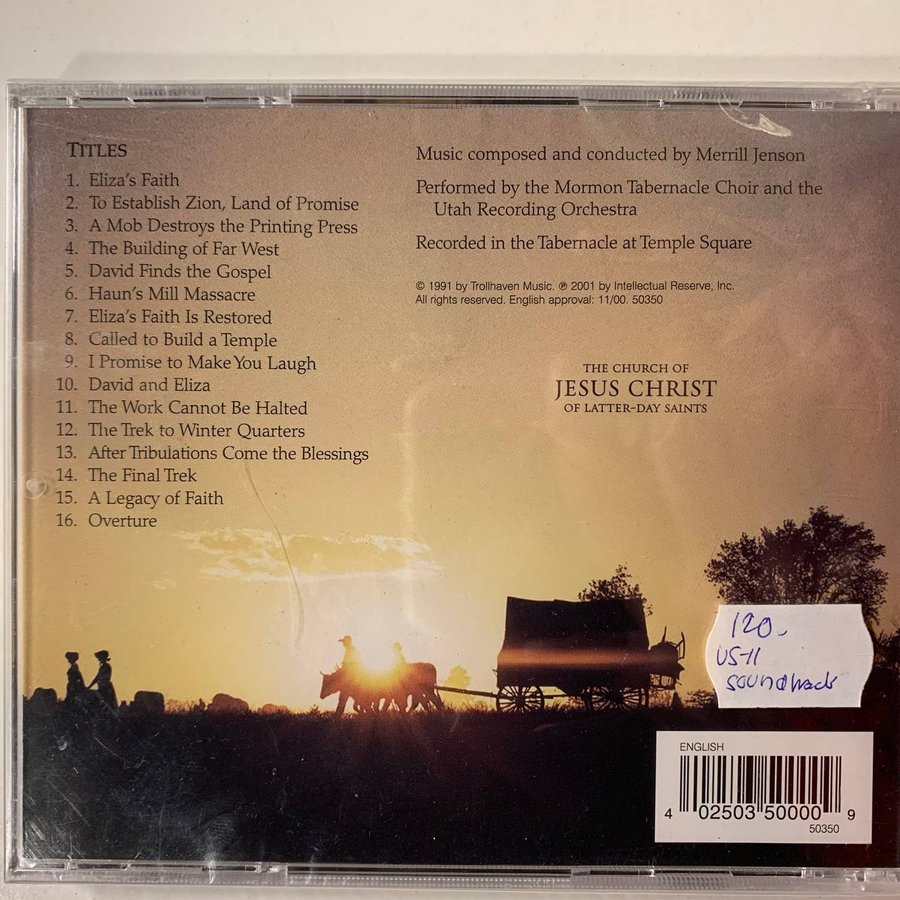 TITLES
1. Eliza's Faith
2. To Establish Zion, Land of Promise
3. A Mob Destroys the Printing Press
4. The Building of Far West
5. David Finds the Gospel
6. Haun's Mill Massacre
7. Eliza's Faith Is Restored
8. Called to Build a Temple
9. I Promise to Make You Laugh
10. David and Eliza
11. The Work Cannot Be Halted
12. The Trek to Winter Quarters
13. After Tribulations Come the Blessings
14. The Final Trek
15. A Legacy of Faith
16. Overture
Music composed and conducted by Merrill Jenson
Performed by the Mormon Tabernacle Choir and the
Utah Recording Orchestra
Recorded in the Tabernacle at Temple Square
© 1991 by Trollhaven Music. ℗ 2001 by Intellectual Reserve, Inc.
All rights reserved. English approval: 11/00. 50350
THE CHURCH OF
JESUS CHRIST
OF LATTER-DAY SAINTS
120.-
US-11
soundtrack
ENGLISH
4 02503 50000 9
50350